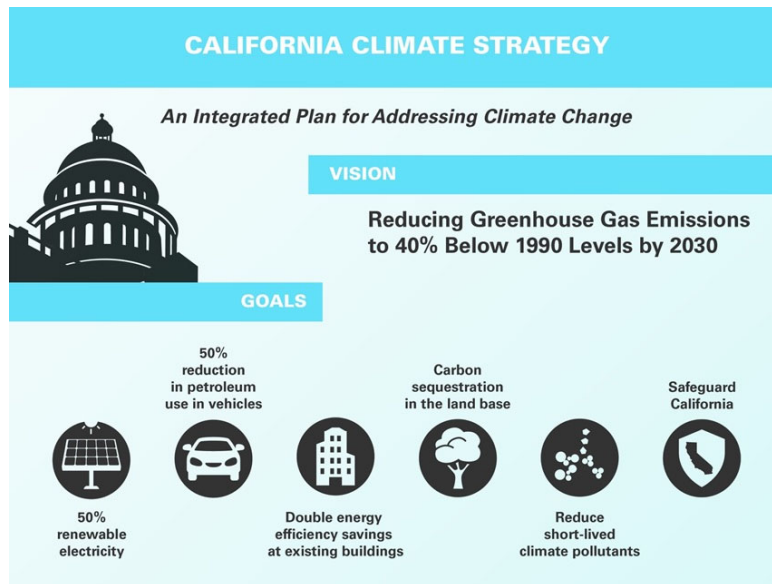 CALIFORNIA CLIMATE STRATEGY
An Integrated Plan for Addressing Climate Change
VISION
Reducing Greenhouse Gas Emissions
to 40% Below 1990 Levels by 2030
GOALS
50%
renewable
electricity
50%
reduction
in petroleum
use in vehicles
Double energy
efficiency savings
at existing buildings
Carbon
sequestration
in the land base
Reduce
short-lived
climate pollutants
Safeguard
California